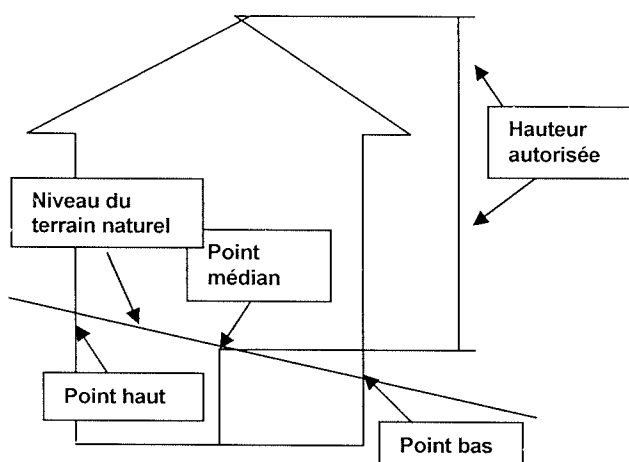 Hauteur
autorisée
Niveau du
terrain naturel
Point
médian
Point haut
Point bas